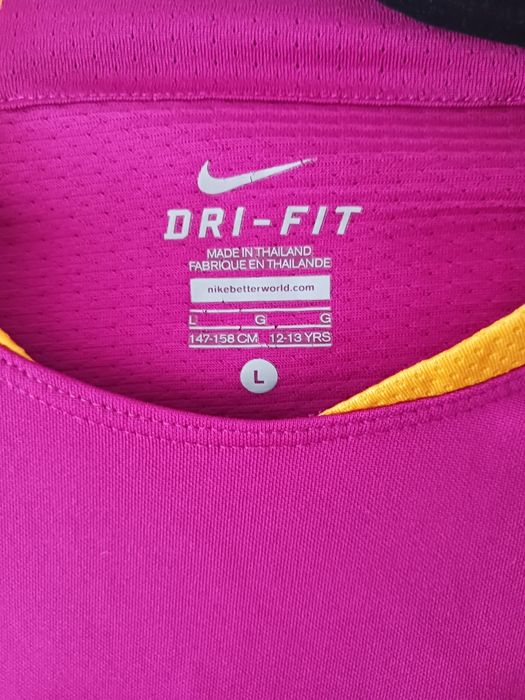 DRI-FIT
MADE IN THAILAND
FABRIQUE EN THAILANDE
nikebetterworld.com
L G G
147-158 CM 12-13 YRS
L